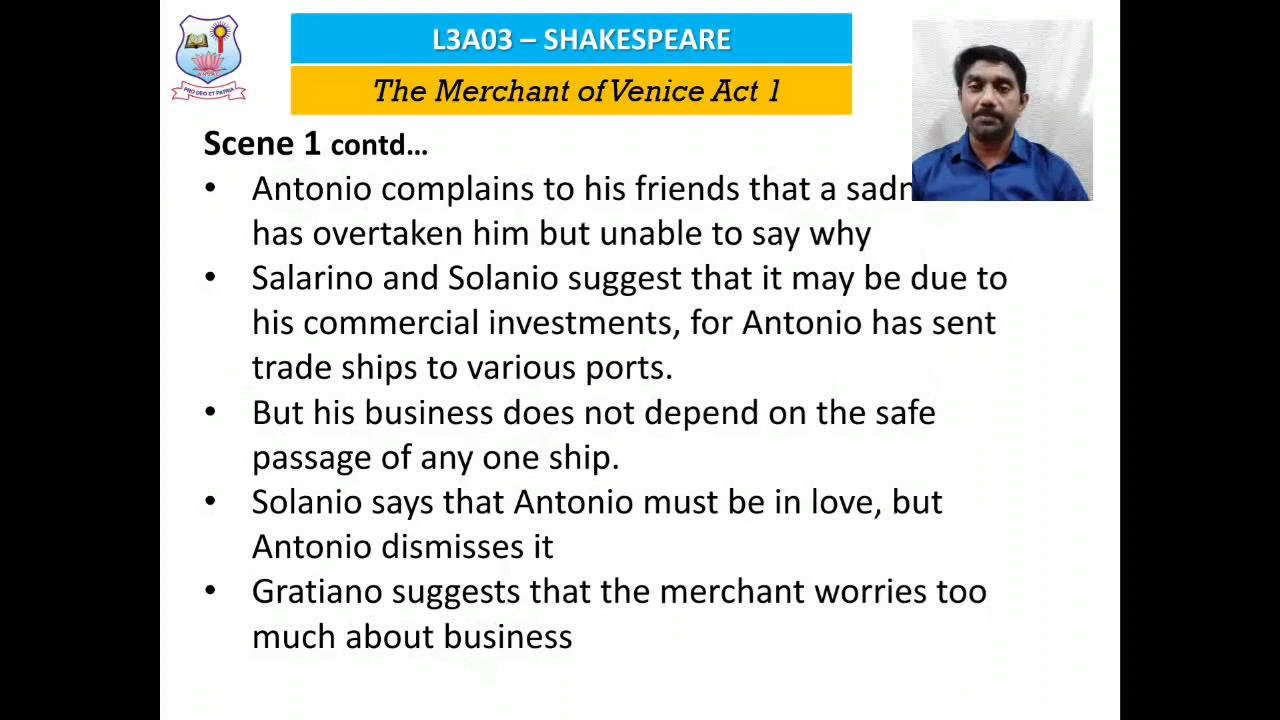 L3A03 – SHAKESPEARE
The Merchant of Venice Act 1
PRO DEO ET PATRIA
Scene 1 contd...
• Antonio complains to his friends that a
has overtaken him but unable to say why
• Salarino and Solanio suggest that it may be due to
his commercial investments, for Antonio has sent
trade ships to various ports.
• But his business does not depend on the safe
passage of any one ship.
• Solanio says that Antonio must be in love, but
Antonio dismisses it
• Gratiano suggests that the merchant worries too
much about business